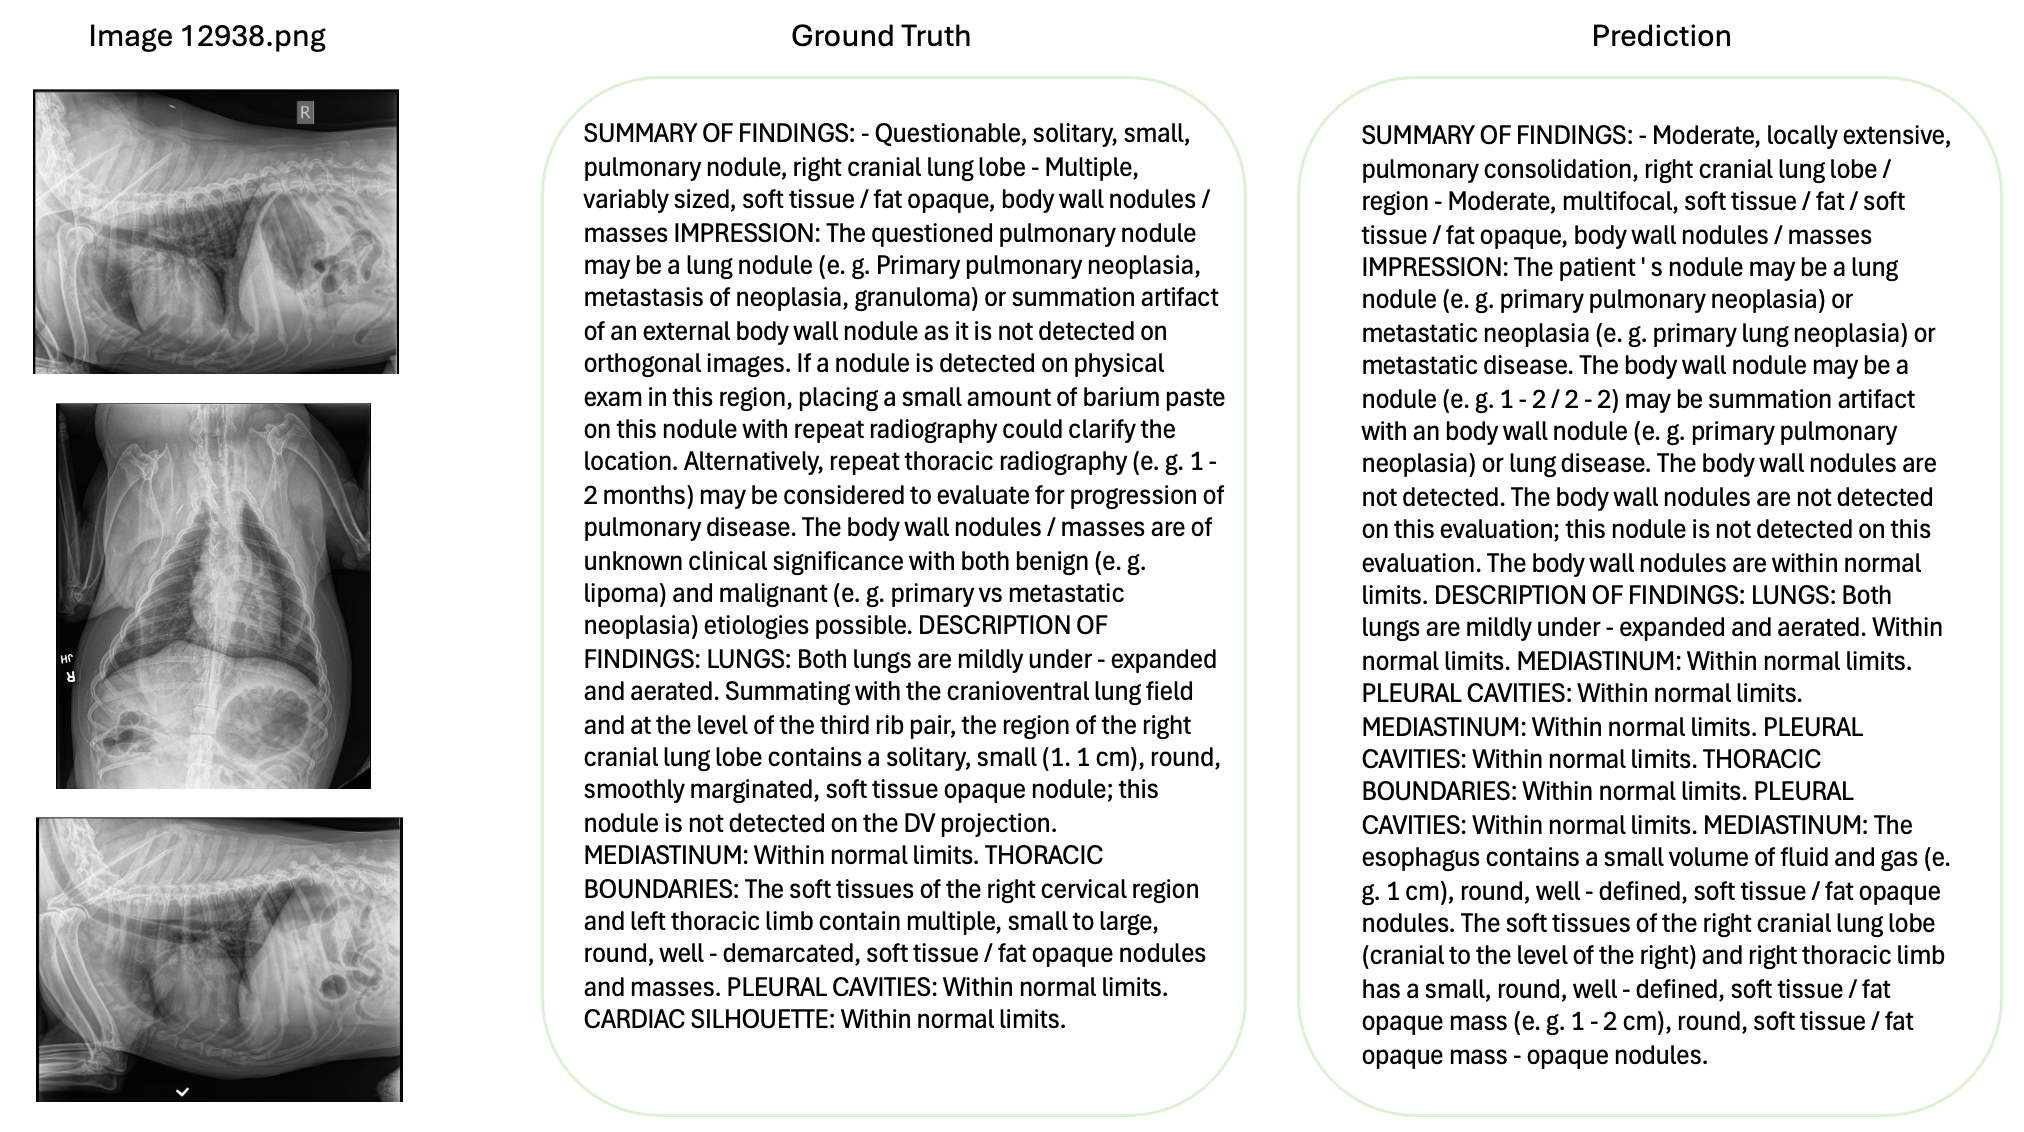 Image 12938.png
R
JH
R
Ground Truth
SUMMARY OF FINDINGS: - Questionable, solitary, small,
pulmonary nodule, right cranial lung lobe - Multiple,
variably sized, soft tissue / fat opaque, body wall nodules /
masses IMPRESSION: The questioned pulmonary nodule
may be a lung nodule (e. g. Primary pulmonary neoplasia,
metastasis of neoplasia, granuloma) or summation artifact
of an external body wall nodule as it is not detected on
orthogonal images. If a nodule is detected on physical
exam in this region, placing a small amount of barium paste
on this nodule with repeat radiography could clarify the
location. Alternatively, repeat thoracic radiography (e. g. 1 -
2 months) may be considered to evaluate for progression of
pulmonary disease. The body wall nodules / masses are of
unknown clinical significance with both benign (e. g.
lipoma) and malignant (e. g. primary vs metastatic
neoplasia) etiologies possible. DESCRIPTION OF
FINDINGS: LUNGS: Both lungs are mildly under - expanded
and aerated. Summating with the cranioventral lung field
and at the level of the third rib pair, the region of the right
cranial lung lobe contains a solitary, small (1. 1 cm), round,
smoothly marginated, soft tissue opaque nodule; this
nodule is not detected on the DV projection.
MEDIASTINUM: Within normal limits. THORACIC
BOUNDARIES: The soft tissues of the right cervical region
and left thoracic limb contain multiple, small to large,
round, well - demarcated, soft tissue / fat opaque nodules
and masses. PLEURAL CAVITIES: Within normal limits.
CARDIAC SILHOUETTE: Within normal limits.
Prediction
SUMMARY OF FINDINGS: - Moderate, locally extensive,
pulmonary consolidation, right cranial lung lobe /
region - Moderate, multifocal, soft tissue / fat / soft
tissue / fat opaque, body wall nodules / masses
IMPRESSION: The patient ' s nodule may be a lung
nodule (e. g. primary pulmonary neoplasia) or
metastatic neoplasia (e. g. primary lung neoplasia) or
metastatic disease. The body wall nodule may be a
nodule (e. g. 1 - 2 / 2 - 2) may be summation artifact
with an body wall nodule (e. g. primary pulmonary
neoplasia) or lung disease. The body wall nodules are
not detected. The body wall nodules are not detected
on this evaluation; this nodule is not detected on this
evaluation. The body wall nodules are within normal
limits. DESCRIPTION OF FINDINGS: LUNGS: Both
lungs are mildly under - expanded and aerated. Within
normal limits. MEDIASTINUM: Within normal limits.
PLEURAL CAVITIES: Within normal limits.
MEDIASTINUM: Within normal limits. PLEURAL
CAVITIES: Within normal limits. THORACIC
BOUNDARIES: Within normal limits. PLEURAL
CAVITIES: Within normal limits. MEDIASTINUM: The
esophagus contains a small volume of fluid and gas (e.
g. 1 cm), round, well - defined, soft tissue / fat opaque
nodules. The soft tissues of the right cranial lung lobe
(cranial to the level of the right) and right thoracic limb
has a small, round, well - defined, soft tissue / fat
opaque mass (e. g. 1 - 2 cm), round, soft tissue / fat
opaque mass - opaque nodules.